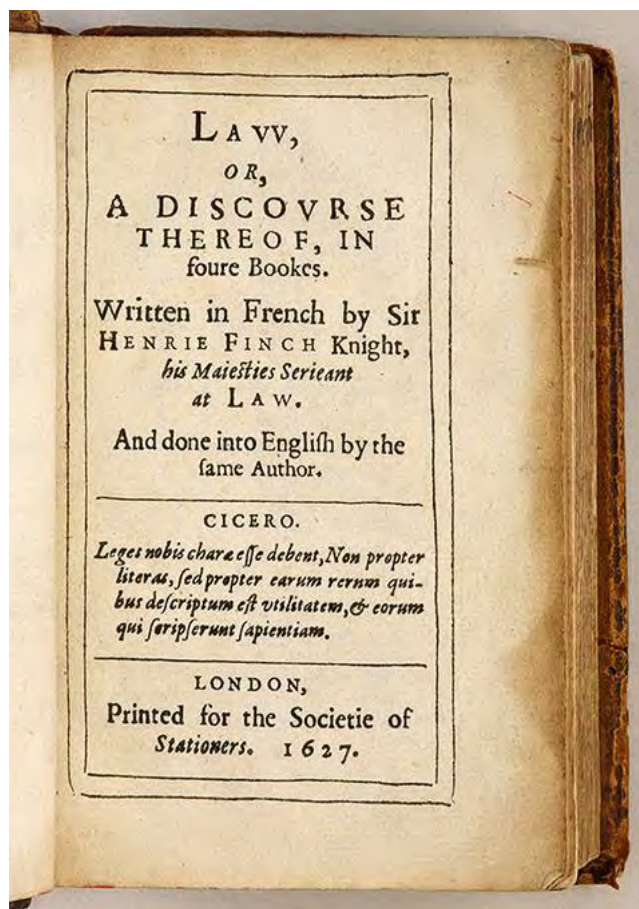 LAVV,
OR,
A DISCOVRSE
THEREOF, IN
foure Bookes.
Written in French by Sir
HENRIE FINCH Knight,
his Maieſties Serieant
at LAW.
And done into Engliſh by the
ſame Author.
CICERO.
Leges nobis charæ eſſe debent, Non propter
literas, ſed propter earum rerum qui-
bus deſcriptum eſt vtilitatem, & eorum
qui ſcripſerunt ſapientiam.
LONDON,
Printed for the Societie of
Stationers. 1627.